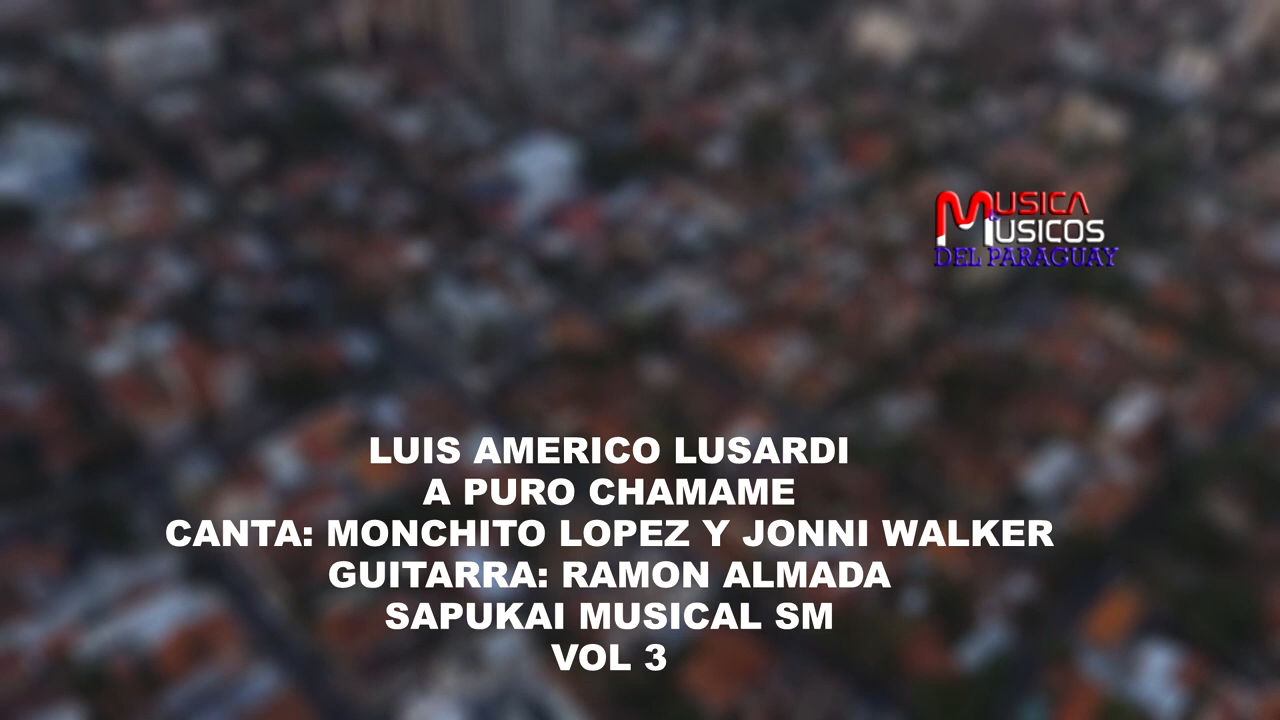 MUSICA
MUSICOS
DEL PARAGUAY
LUIS AMERICO LUSARDI
A PURO CHAMAME
CANTA: MONCHITO LOPEZ Y JONNI WALKER
GUITARRA: RAMON ALMADA
SAPUKAI MUSICAL SM
VOL 3